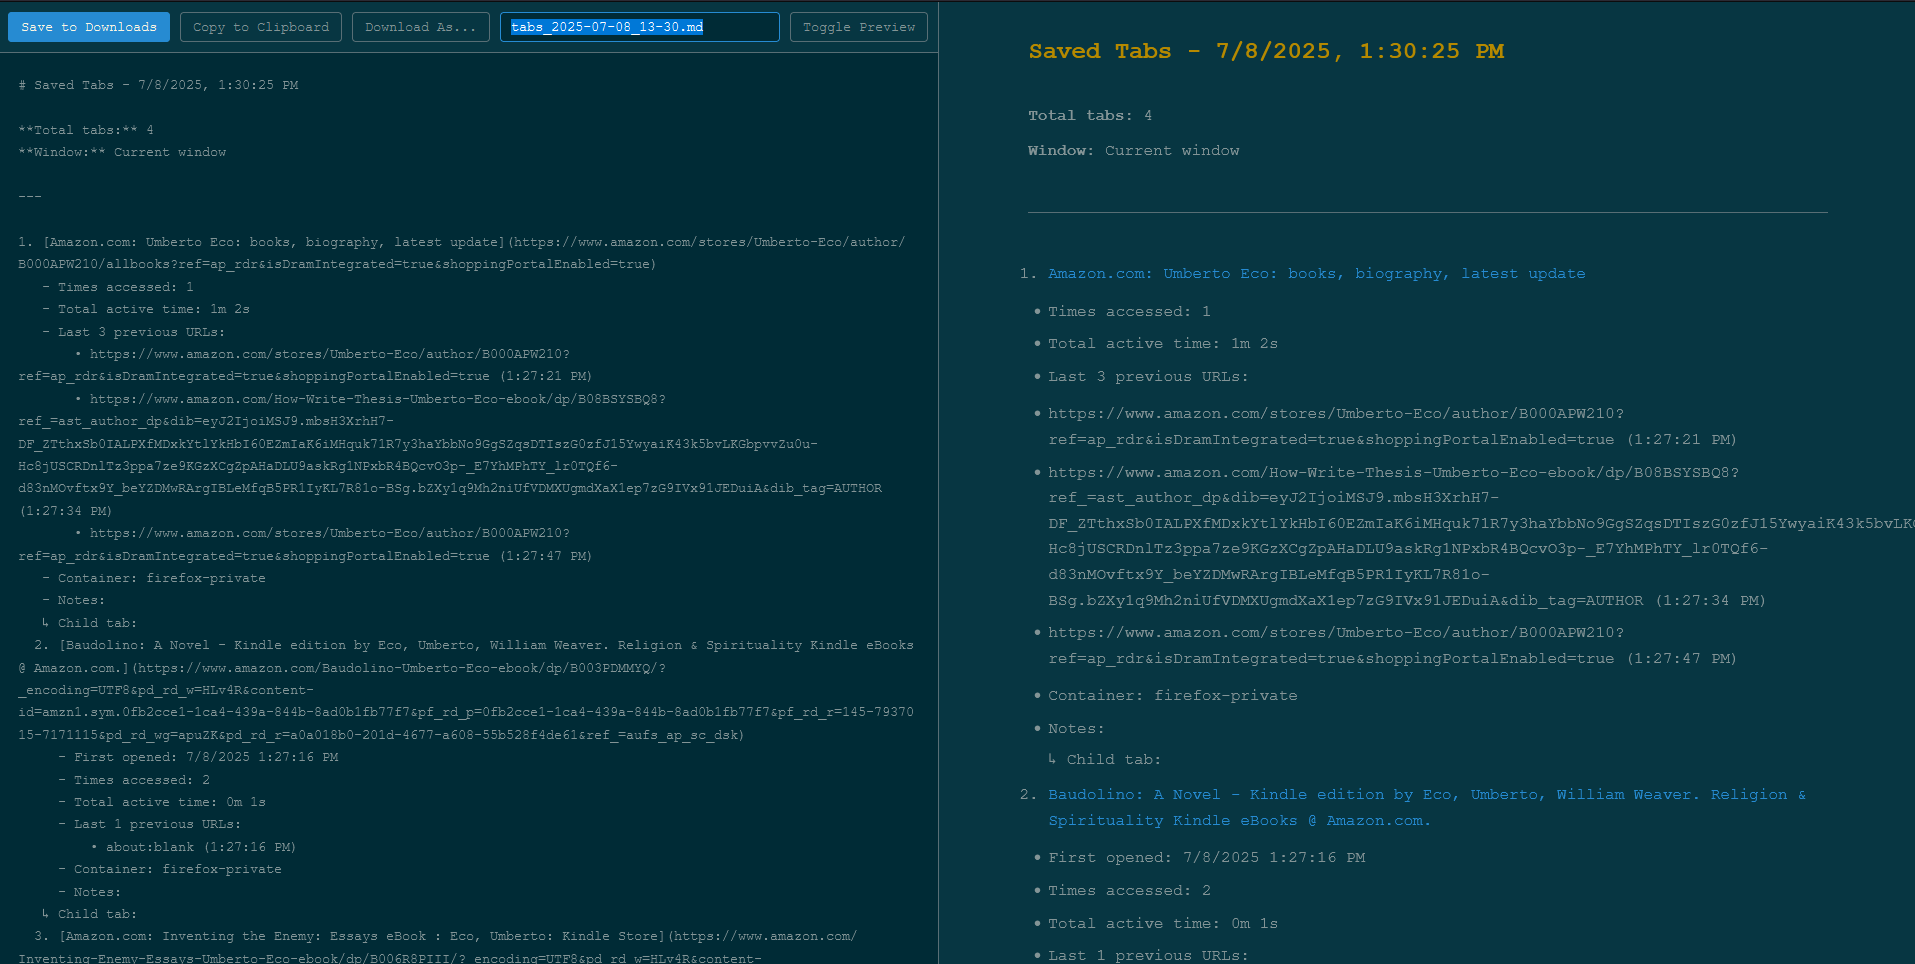 Save to Downloads
Copy to Clipboard
Download As...
tabs_2025-07-08_13-30.md
Toggle Preview
# Saved Tabs - 7/8/2025, 1:30:25 PM
**Total tabs:** 4
**Window:** Current window
---
1. [Amazon.com: Umberto Eco: books, biography, latest update](https://www.amazon.com/stores/Umberto-Eco/author/
B000APW210/allbooks?ref=ap_rdr&isDramIntegrated=true&shoppingPortalEnabled=true)
- Times accessed: 1
- Total active time: 1m 2s
- Last 3 previous URLs:
• https://www.amazon.com/stores/Umberto-Eco/author/B000APW210?
ref=ap_rdr&isDramIntegrated=true&shoppingPortalEnabled=true (1:27:21 PM)
• https://www.amazon.com/How-Write-Thesis-Umberto-Eco-ebook/dp/B08BSYSBQ8?
ref_=ast_author_dp&dib=eyJ2IjoiMSJ9.mbsH3XrhH7-
DF_ZTthxSb0IALPXfMDxkYtlYkHbI60EZmIaK6iMHquk71R7y3haYbbNo9GgSZqsDTIszG0zfJ15YwyaiK43k5bvLKGbpvvZu0u-
Hc8jUSCRDnlTz3ppa7ze9KGzXCgZpAHaDLU9askRg1NPxbR4BQcvO3p-_E7YhMPhTY_lr0TQf6-
d83nMOvftx9Y_beYZDMwRArgIBLeMfqB5PR1IyKL7R81o-BSg.bZXy1q9Mh2niUfVDMXUgmdXaX1ep7zG9IVx91JEDuiA&dib_tag=AUTHOR
(1:27:34 PM)
• https://www.amazon.com/stores/Umberto-Eco/author/B000APW210?
ref=ap_rdr&isDramIntegrated=true&shoppingPortalEnabled=true (1:27:47 PM)
- Container: firefox-private
- Notes:
↳ Child tab:
2. [Baudolino: A Novel - Kindle edition by Eco, Umberto, William Weaver. Religion & Spirituality Kindle eBooks
@ Amazon.com.](https://www.amazon.com/Baudolino-Umberto-Eco-ebook/dp/B003PDMMYQ/?
_encoding=UTF8&pd_rd_w=HLv4R&content-
id=amzn1.sym.0fb2cce1-1ca4-439a-844b-8ad0b1fb77f7&pf_rd_p=0fb2cce1-1ca4-439a-844b-8ad0b1fb77f7&pf_rd_r=145-79370
15-7171115&pd_rd_wg=apuZK&pd_rd_r=a0a018b0-201d-4677-a608-55b528f4de61&ref_=aufs_ap_sc_dsk)
- First opened: 7/8/2025 1:27:16 PM
- Times accessed: 2
- Total active time: 0m 1s
- Last 1 previous URLs:
• about:blank (1:27:16 PM)
- Container: firefox-private
- Notes:
↳ Child tab:
3. [Amazon.com: Inventing the Enemy: Essays eBook : Eco, Umberto: Kindle Store](https://www.amazon.com/
Inventing-Enemy-Essays-Umberto-Eco-ebook/dp/B006R8PIII/?_encoding=UTF8&pd_rd_w=HLv4R&content-
Saved Tabs - 7/8/2025, 1:30:25 PM
Total tabs: 4
Window: Current window
1. Amazon.com: Umberto Eco: books, biography, latest update
• Times accessed: 1
• Total active time: 1m 2s
• Last 3 previous URLs:
• https://www.amazon.com/stores/Umberto-Eco/author/B000APW210?
ref=ap_rdr&isDramIntegrated=true&shoppingPortalEnabled=true (1:27:21 PM)
• https://www.amazon.com/How-Write-Thesis-Umberto-Eco-ebook/dp/B08BSYSBQ8?
ref_=ast_author_dp&dib=eyJ2IjoiMSJ9.mbsH3XrhH7-
DF_ZTthxSb0IALPXfMDxkYtlYkHbI60EZmIaK6iMHquk71R7y3haYbbNo9GgSZqsDTIszG0zfJ15YwyaiK43k5bvLK
Hc8jUSCRDnlTz3ppa7ze9KGzXCgZpAHaDLU9askRg1NPxbR4BQcvO3p-_E7YhMPhTY_lr0TQf6-
d83nMOvftx9Y_beYZDMwRArgIBLeMfqB5PR1IyKL7R81o-
BSg.bZXy1q9Mh2niUfVDMXUgmdXaX1ep7zG9IVx91JEDuiA&dib_tag=AUTHOR (1:27:34 PM)
• https://www.amazon.com/stores/Umberto-Eco/author/B000APW210?
ref=ap_rdr&isDramIntegrated=true&shoppingPortalEnabled=true (1:27:47 PM)
• Container: firefox-private
• Notes:
↳ Child tab:
2. Baudolino: A Novel - Kindle edition by Eco, Umberto, William Weaver. Religion &
Spirituality Kindle eBooks @ Amazon.com.
• First opened: 7/8/2025 1:27:16 PM
• Times accessed: 2
• Total active time: 0m 1s
• Last 1 previous URLs: